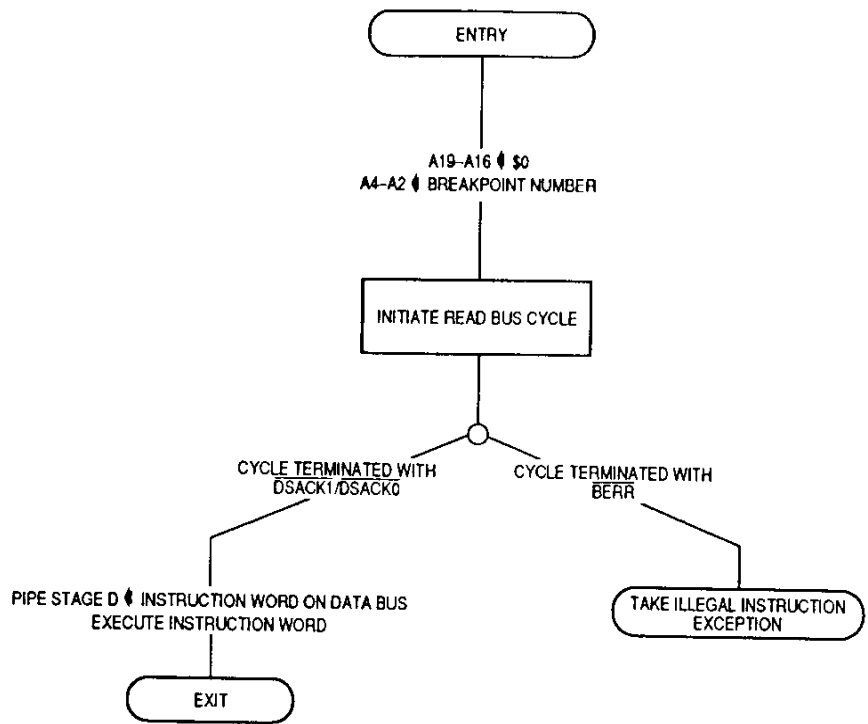 ENTRY
A19–A16 ⧫ $0
A4–A2 ⧫ BREAKPOINT NUMBER
INITIATE READ BUS CYCLE
CYCLE TERMINATED WITH
DSACK1/DSACK0
CYCLE TERMINATED WITH
BERR
PIPE STAGE D ⧫ INSTRUCTION WORD ON DATA BUS
EXECUTE INSTRUCTION WORD
TAKE ILLEGAL INSTRUCTION
EXCEPTION
EXIT